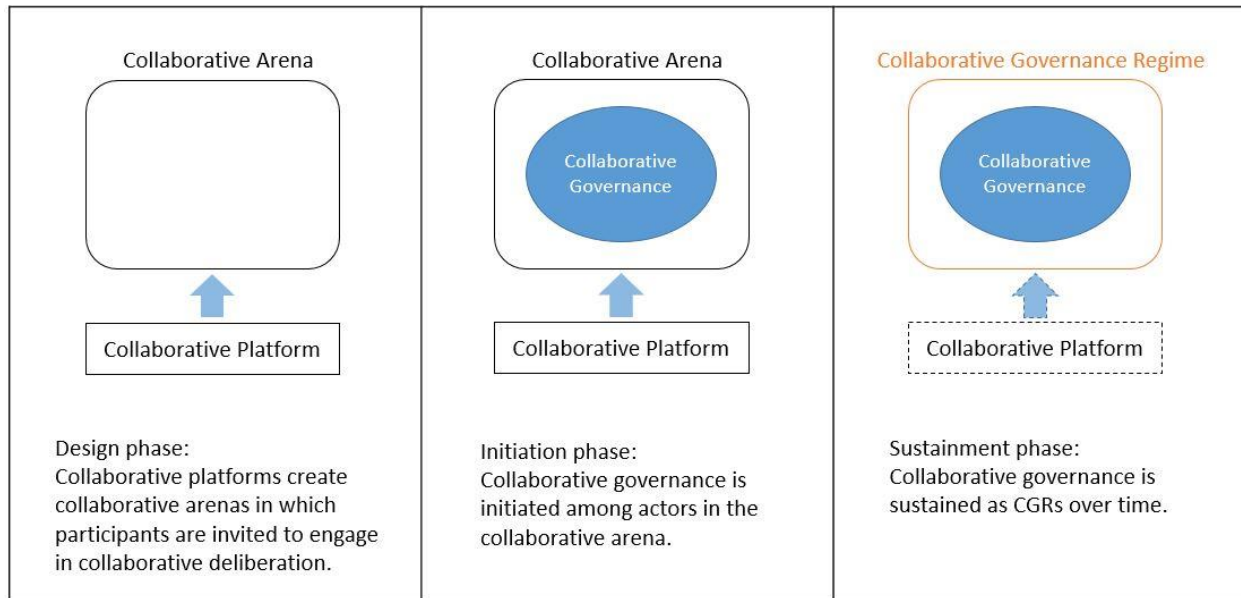 Collaborative Arena
Collaborative Platform
Design phase:
Collaborative platforms create
collaborative arenas in which
participants are invited to engage
in collaborative deliberation.
Collaborative Arena
Collaborative
Governance
Collaborative Platform
Initiation phase:
Collaborative governance is
initiated among actors in the
collaborative arena.
Collaborative Governance Regime
Collaborative
Governance
Collaborative Platform
Sustainment phase:
Collaborative governance is
sustained as CGRs over time.